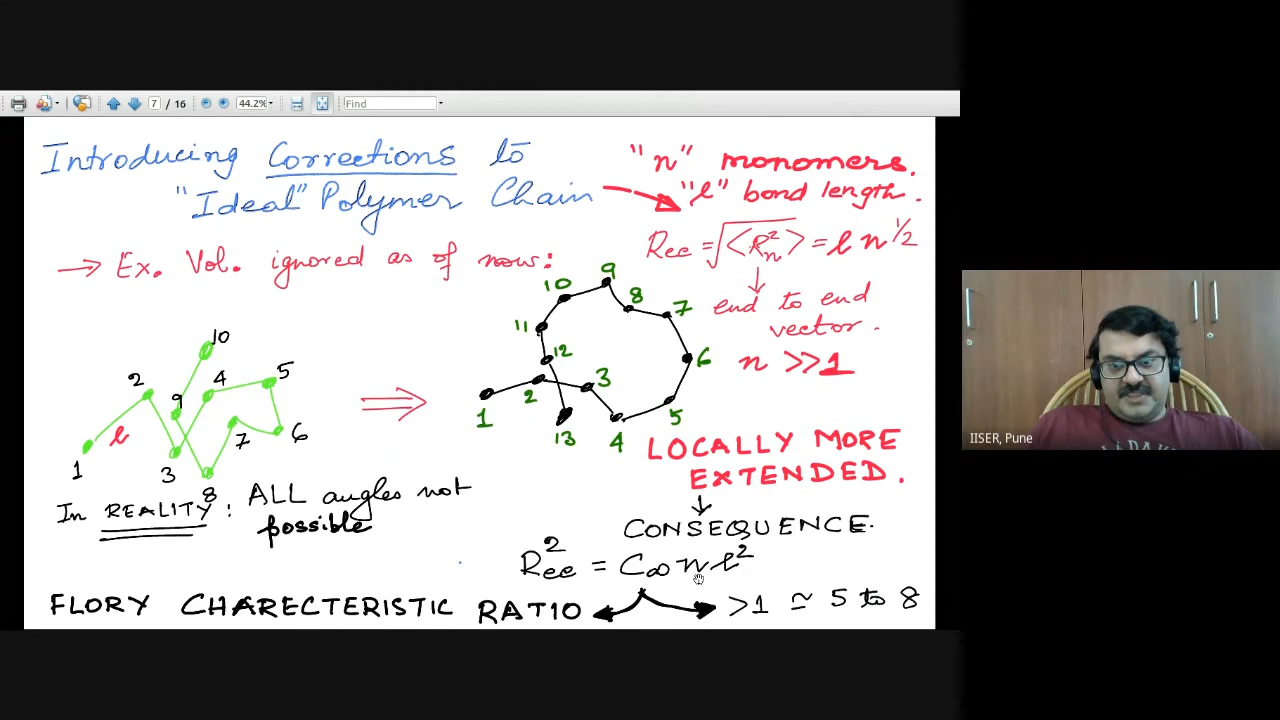 7 / 16
44.2%
Find
Introducing Corrections to
"Ideal" Polymer Chain
"n" monomers.
"l" bond length.
Ree = √<R²n> = l n^1/2
end to end
vector.
n >> 1
→ Ex. Vol. ignored as of now:
1 2 3 4 5 6 7 8 9 10
l
⇒
1 2 3 4 5 6 7 8 9 10 11 12 13
LOCALLY MORE
EXTENDED.
In REALITY: ALL angles not
possible
CONSEQUENCE.
Ree² = C∞ n l²
FLORY CHARECTERISTIC RATIO
>1 ≃ 5 to 8
IISER, Pune